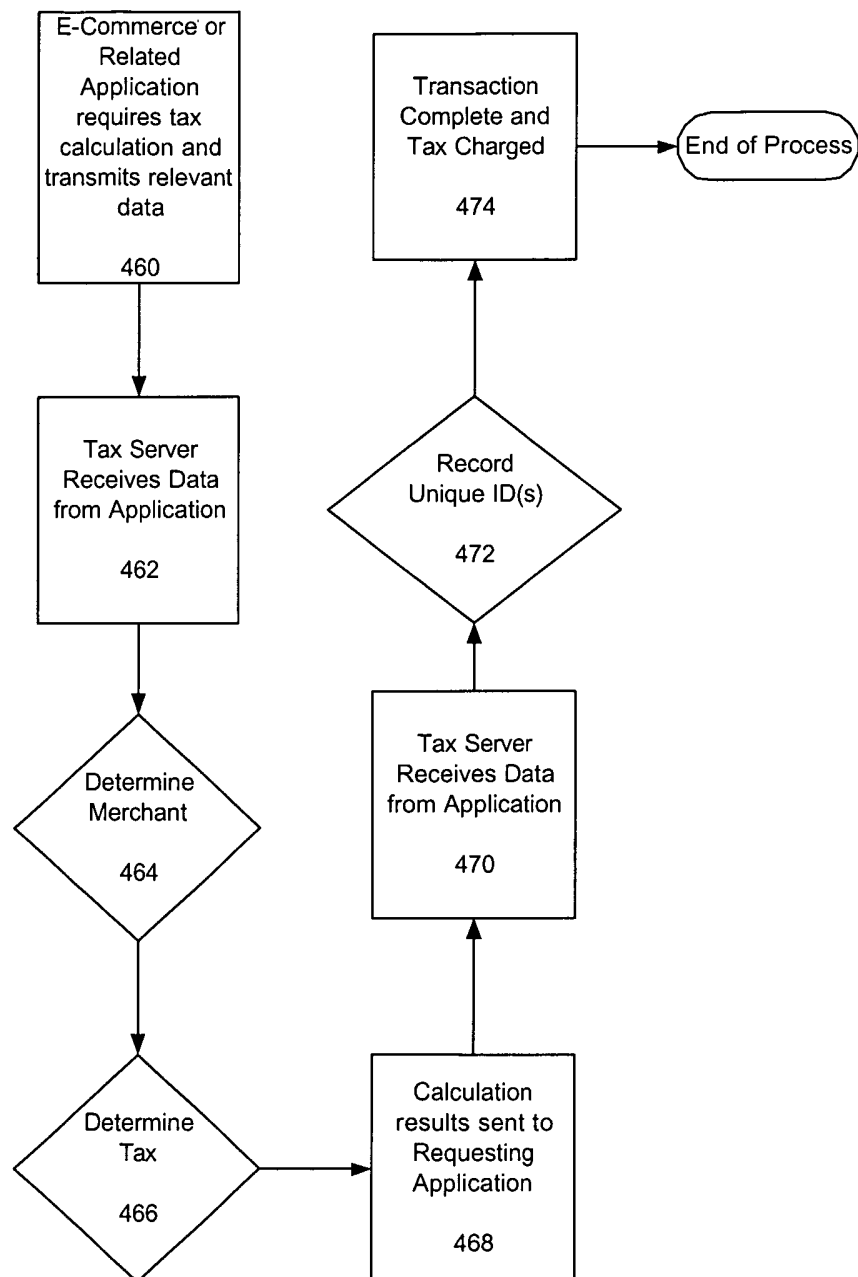 E-Commerce or
Related
Application
requires tax
calculation and
transmits relevant
data
460
Tax Server
Receives Data
from Application
462
Determine
Merchant
464
Determine
Tax
466
Calculation
results sent to
Requesting
Application
468
Tax Server
Receives Data
from Application
470
Record
Unique ID(s)
472
Transaction
Complete and
Tax Charged
474
End of Process